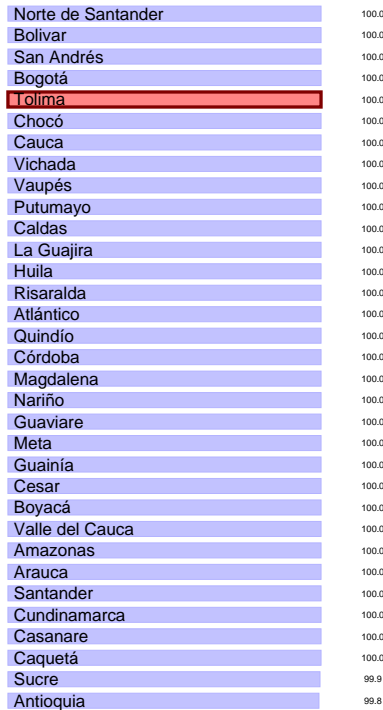 Norte de Santander 100.0
Bolivar 100.0
San Andrés 100.0
Bogotá 100.0
Tolima 100.0
Chocó 100.0
Cauca 100.0
Vichada 100.0
Vaupés 100.0
Putumayo 100.0
Caldas 100.0
La Guajira 100.0
Huila 100.0
Risaralda 100.0
Atlántico 100.0
Quindío 100.0
Córdoba 100.0
Magdalena 100.0
Nariño 100.0
Guaviare 100.0
Meta 100.0
Guainía 100.0
Cesar 100.0
Boyacá 100.0
Valle del Cauca 100.0
Amazonas 100.0
Arauca 100.0
Santander 100.0
Cundinamarca 100.0
Casanare 100.0
Caquetá 100.0
Sucre 99.9
Antioquia 99.8